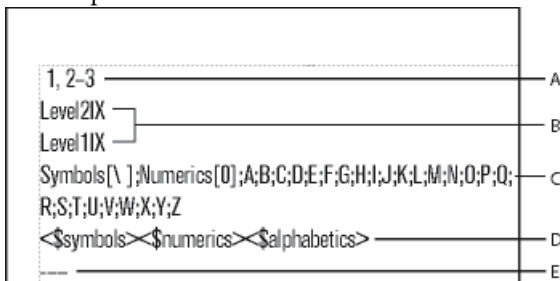 1, 2–3
A
Level2IX
B
Level1IX
Symbols[\ ];Numerics[0];A;B;C;D;E;F;G;H;I;J;K;L;M;N;O;P;Q;
C
R;S;T;U;V;W;X;Y;Z
<$symbols><$numerics><$alphabetics>
D
---
E